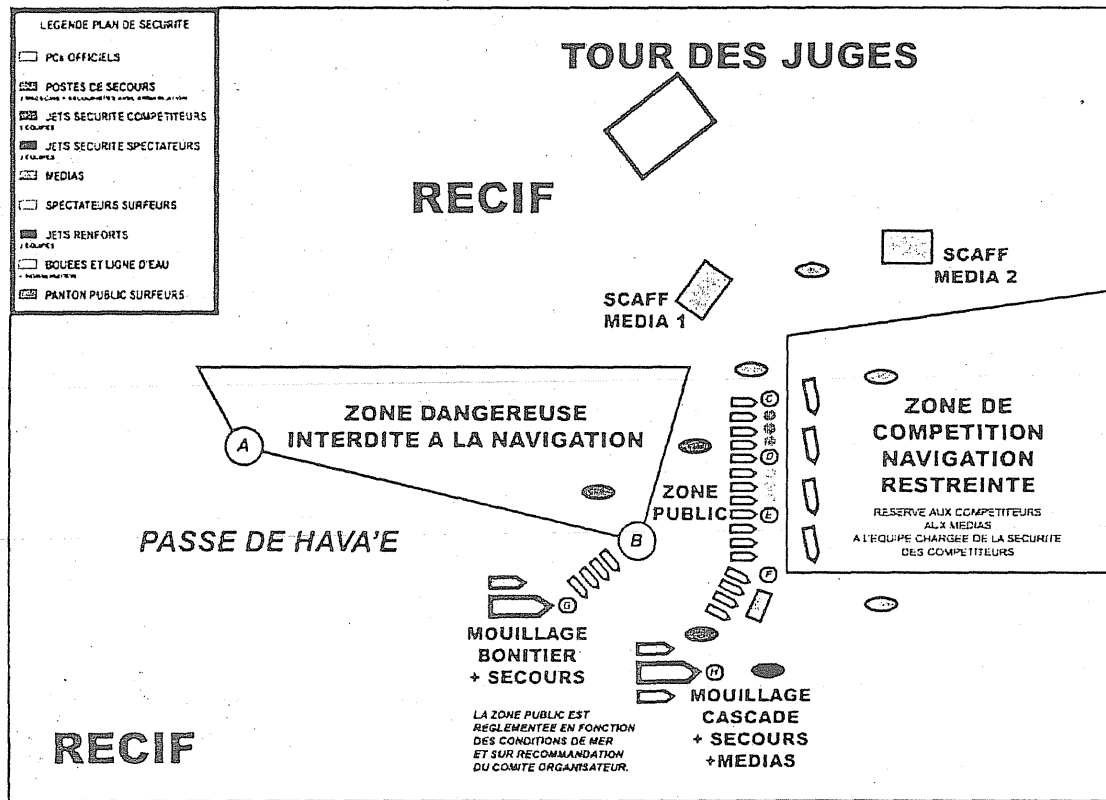 LEGENDE PLAN DE SECURITE
PCs OFFICIELS
POSTES DE SECOURS
JETS SECURITE COMPETITEURS
JETS SECURITE SPECTATEURS
MEDIAS
SPECTATEURS SURFEURS
JETS RENFORTS
BOUEES ET LIGNE D'EAU
PANTON PUBLIC SURFEURS
TOUR DES JUGES
RECIF
SCAFF
MEDIA 2
SCAFF
MEDIA 1
ZONE DANGEREUSE
INTERDITE A LA NAVIGATION
A
B
ZONE
PUBLIC
C
D
E
F
ZONE DE
COMPETITION
NAVIGATION
RESTREINTE
RESERVE AUX COMPETITEURS
AUX MEDIAS
A L'EQUIPE CHARGEE DE LA SECURITE
DES COMPETITEURS
PASSE DE HAVA'E
G
MOUILLAGE
BONITIER
+ SECOURS
H
MOUILLAGE
CASCADE
+ SECOURS
+MEDIAS
LA ZONE PUBLIC EST
REGLEMENTEE EN FONCTION
DES CONDITIONS DE MER
ET SUR RECOMMANDATION
DU COMITE ORGANISATEUR.
RECIF